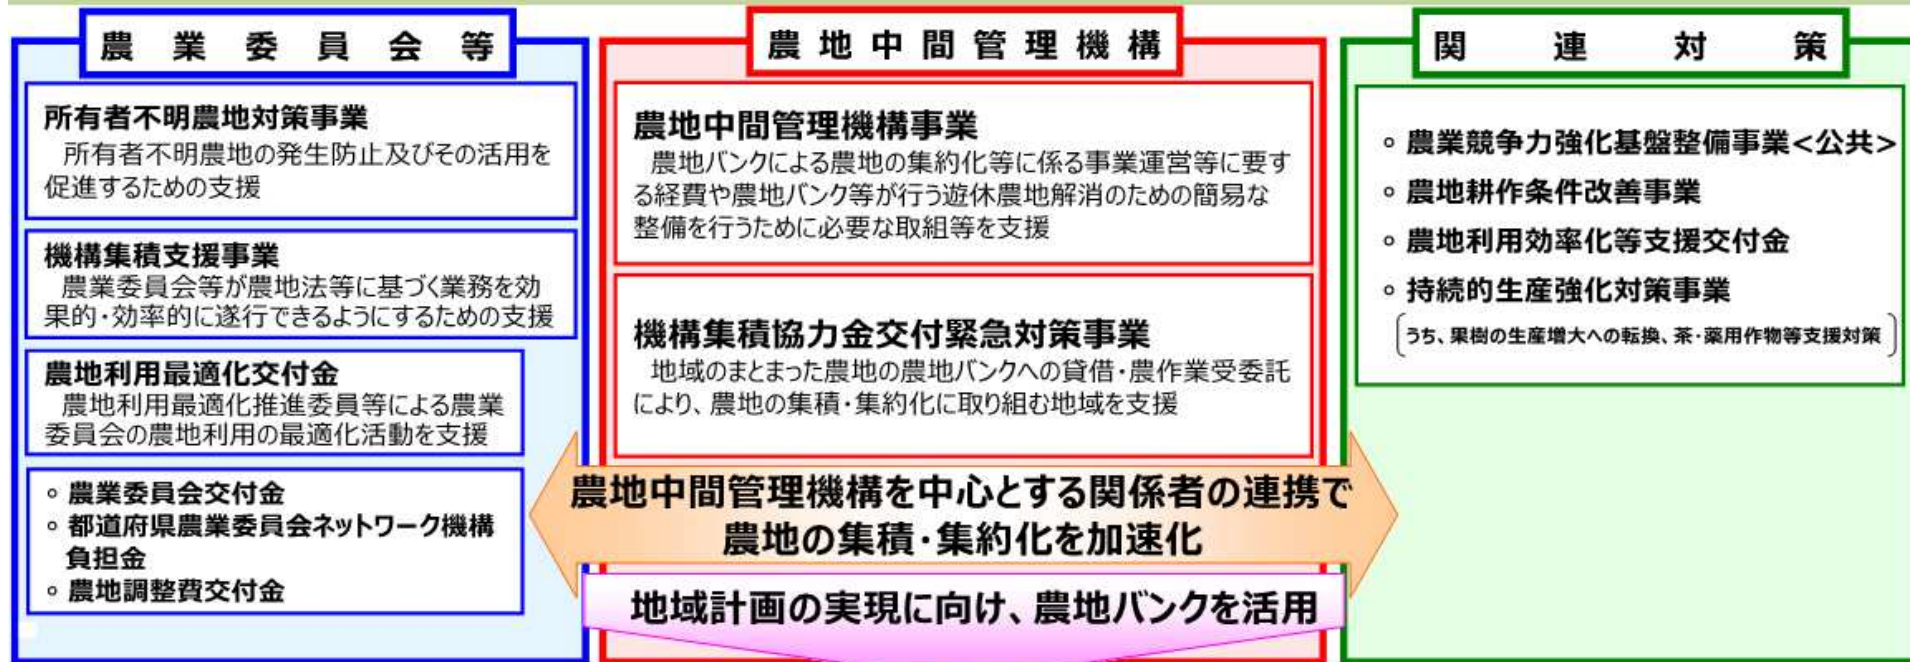 農業委員会等
所有者不明農地対策事業
所有者不明農地の発生防止及びその活用を
促進するための支援
機構集積支援事業
農業委員会等が農地法等に基づく業務を効
果的・効率的に遂行できるようにするための支援
農地利用最適化交付金
農地利用最適化推進委員等による農業
委員会の農地利用の最適化活動を支援
◦ 農業委員会交付金
◦ 都道府県農業委員会ネットワーク機構
負担金
◦ 農地調整費交付金
農地中間管理機構
農地中間管理機構事業
農地バンクによる農地の集約化等に係る事業運営等に要す
る経費や農地バンク等が行う遊休農地解消のための簡易な
整備を行うために必要な取組等を支援
機構集積協力金交付緊急対策事業
地域のまとまった農地の農地バンクへの貸借・農作業受委託
により、農地の集積・集約化に取り組む地域を支援
関連対策
◦ 農業競争力強化基盤整備事業<公共>
◦ 農地耕作条件改善事業
◦ 農地利用効率化等支援交付金
◦ 持続的生産強化対策事業
うち、果樹の生産増大への転換、茶・薬用作物等支援対策
農地中間管理機構を中心とする関係者の連携で
農地の集積・集約化を加速化
地域計画の実現に向け、農地バンクを活用